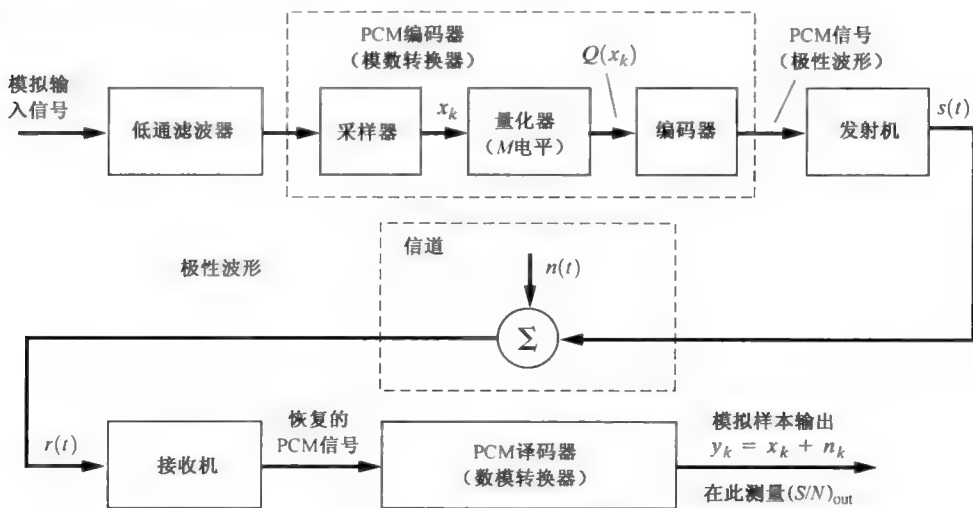 PCM编码器
（模数转换器）
Q(x_k)
PCM信号
（极性波形）
模拟输
入信号
低通滤波器
采样器
x_k
量化器
（M电平）
编码器
发射机
s(t)
信道
极性波形
n(t)
Σ
r(t)
接收机
恢复的
PCM信号
PCM译码器
（数模转换器）
模拟样本输出
y_k = x_k + n_k
在此测量(S/N)_out